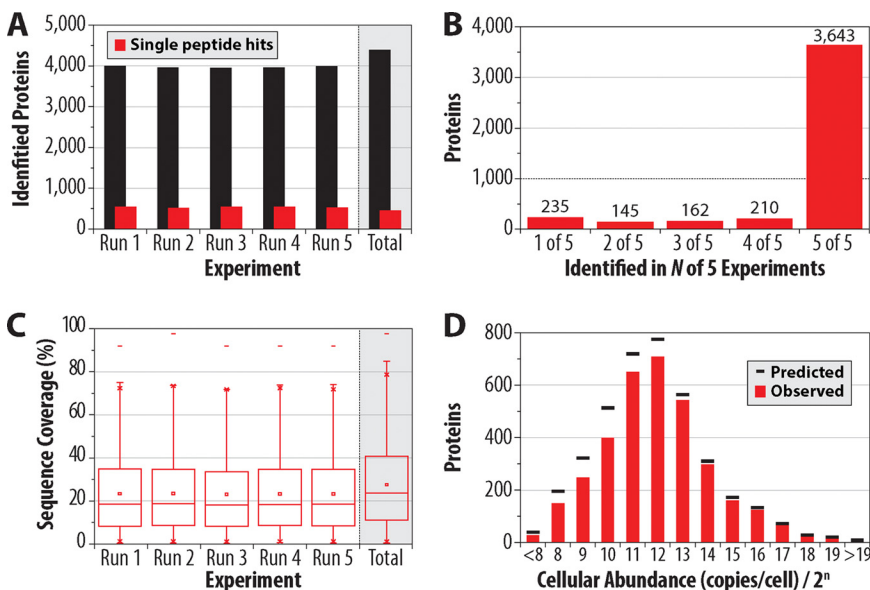 A
5,000
4,000
3,000
2,000
1,000
0
Idenfitied Proteins
Single peptide hits
Run 1 Run 2 Run 3 Run 4 Run 5 Total
Experiment
B
4,000
3,000
2,000
1,000
0
Proteins
235
145
162
210
3,643
1 of 5 2 of 5 3 of 5 4 of 5 5 of 5
Identified in N of 5 Experiments
C
100
80
60
40
20
0
Sequence Coverage (%)
Run 1 Run 2 Run 3 Run 4 Run 5 Total
Experiment
D
800
600
400
200
0
Proteins
Predicted
Observed
<8 8 9 10 11 12 13 14 15 16 17 18 19 >19
Cellular Abundance (copies/cell) / 2ⁿ